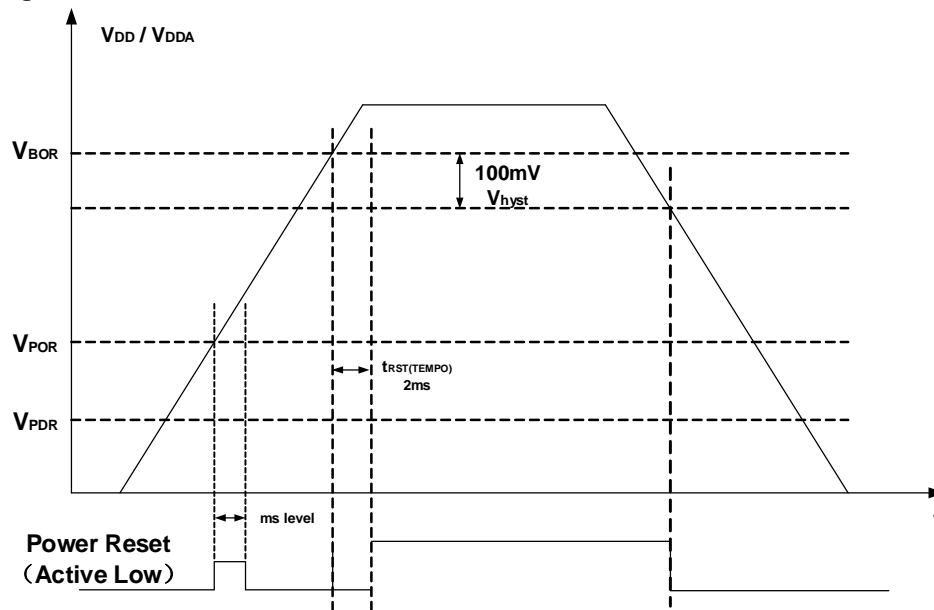 VDD / VDDA
VBOR
100mV
Vhyst
VPOR
tRST(TEMPO)
2ms
VPDR
ms level
Power Reset
（Active Low）